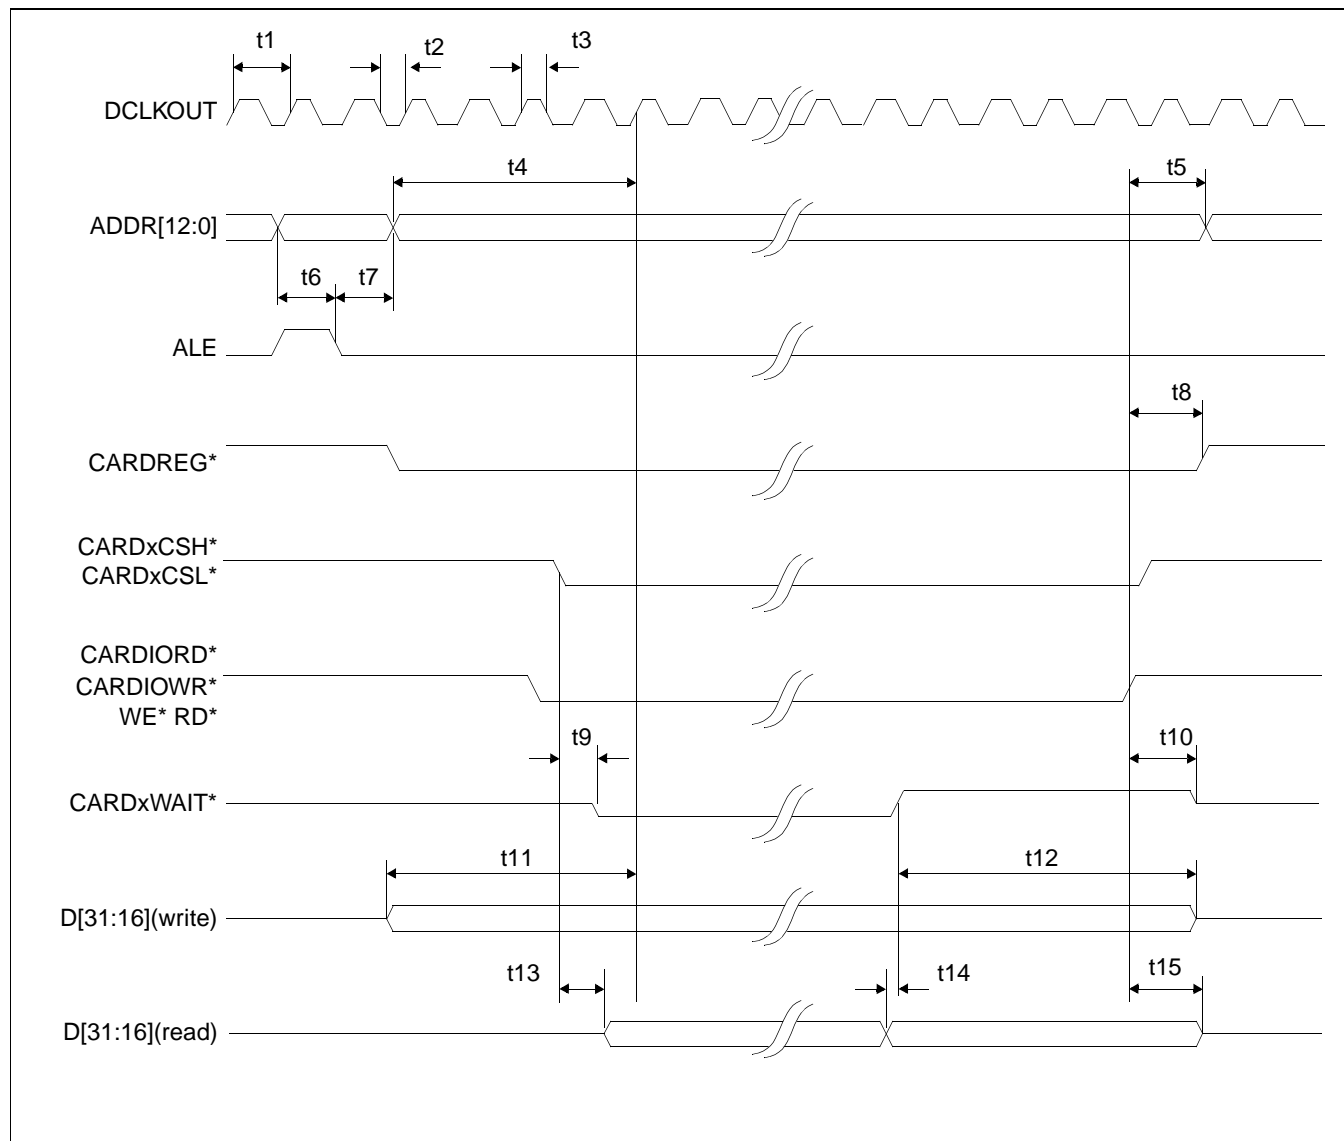 t1
t2
t3
DCLKOUT
t4
t5
ADDR[12:0]
t6
t7
ALE
t8
CARDREG*
CARDxCSH*
CARDxCSL*
CARDIORD*
CARDIOWR*
WE* RD*
t9
t10
CARDxWAIT*
t11
t12
D[31:16](write)
t13
t14
t15
D[31:16](read)